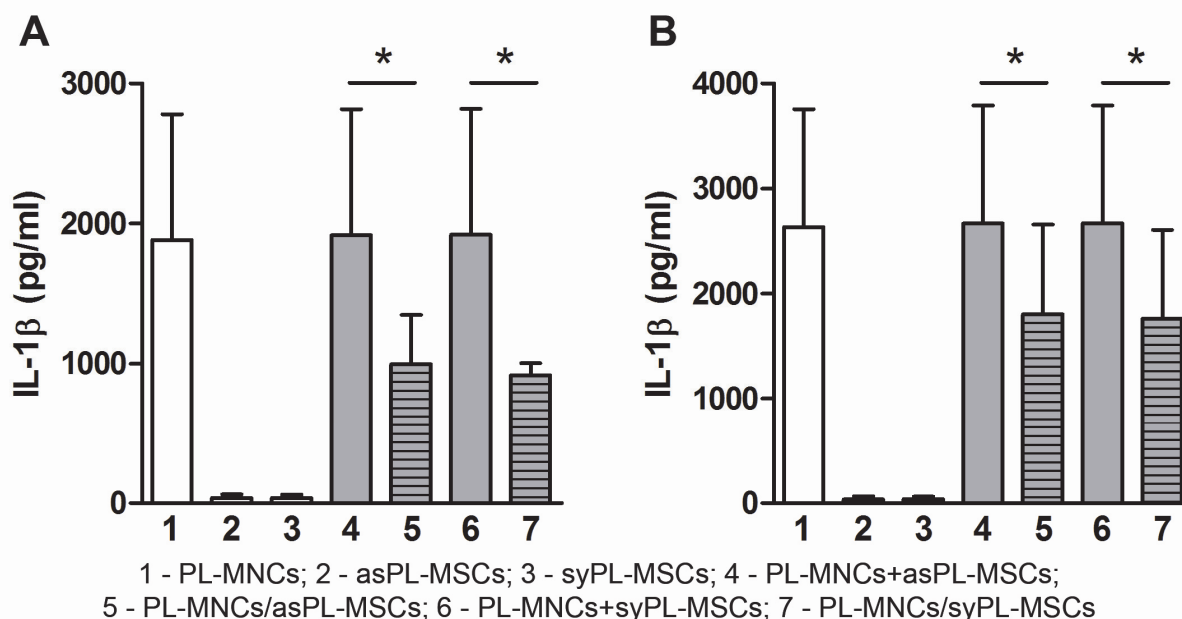 A
*
*
3000
2000
1000
0
IL-1β (pg/ml)
1 2 3 4 5 6 7
B
*
*
4000
3000
2000
1000
0
IL-1β (pg/ml)
1 2 3 4 5 6 7
1 - PL-MNCs; 2 - asPL-MSCs; 3 - syPL-MSCs; 4 - PL-MNCs+asPL-MSCs;
5 - PL-MNCs/asPL-MSCs; 6 - PL-MNCs+syPL-MSCs; 7 - PL-MNCs/syPL-MSCs